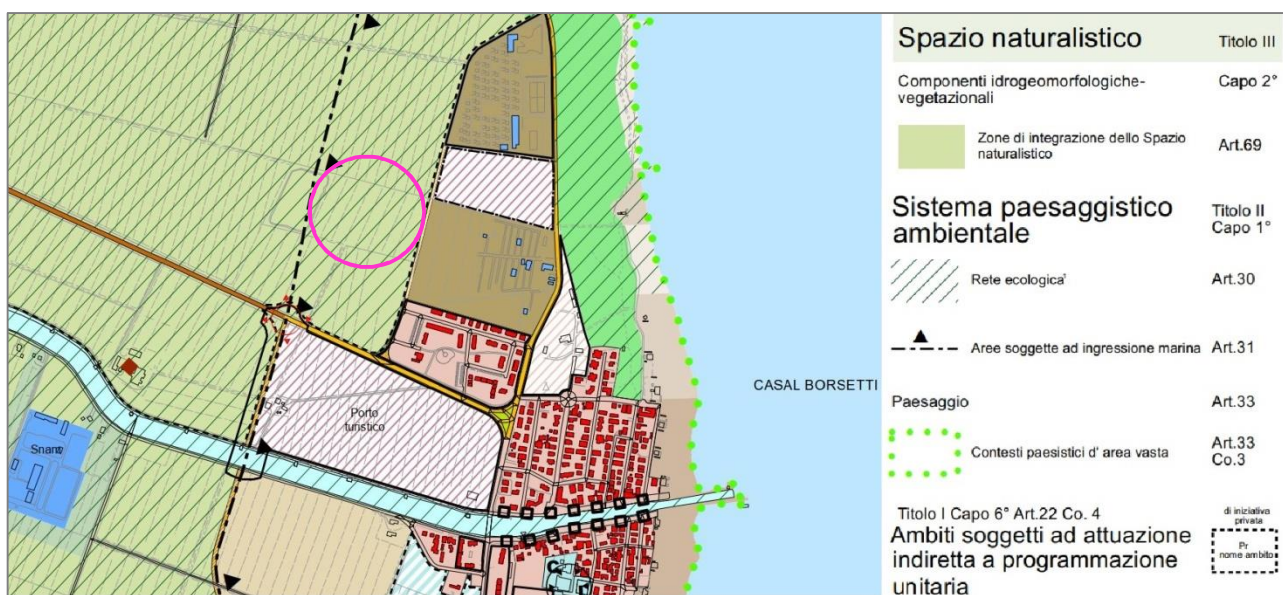 Porto
turistico
Snam
CASAL BORSETTI
Spazio naturalistico Titolo III
Componenti idrogeomorfologiche- Capo 2°
vegetazionali
Zone di integrazione dello Spazio
naturalistico Art.69
Sistema paesaggistico Titolo II
ambientale Capo 1°
Rete ecologica Art.30
Aree soggette ad ingressione marina Art.31
Paesaggio Art.33
Contesti paesistici d' area vasta Art.33
Co.3
Titolo I Capo 6° Art.22 Co. 4
Ambiti soggetti ad attuazione
indiretta a programmazione
unitaria
di iniziativa
privata
Pr
nome ambito